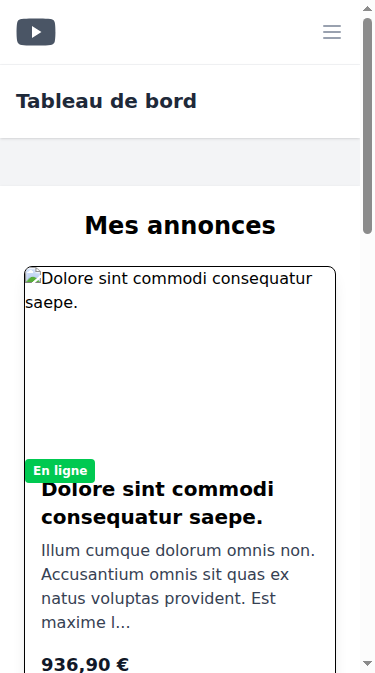 Tableau de bord
Mes annonces
Dolore sint commodi consequatur
saepe.
En ligne
Dolore sint commodi
consequatur saepe.
Illum cumque dolorum omnis non.
Accusantium omnis sit quas ex
natus voluptas provident. Est
maxime l...
936,90 €